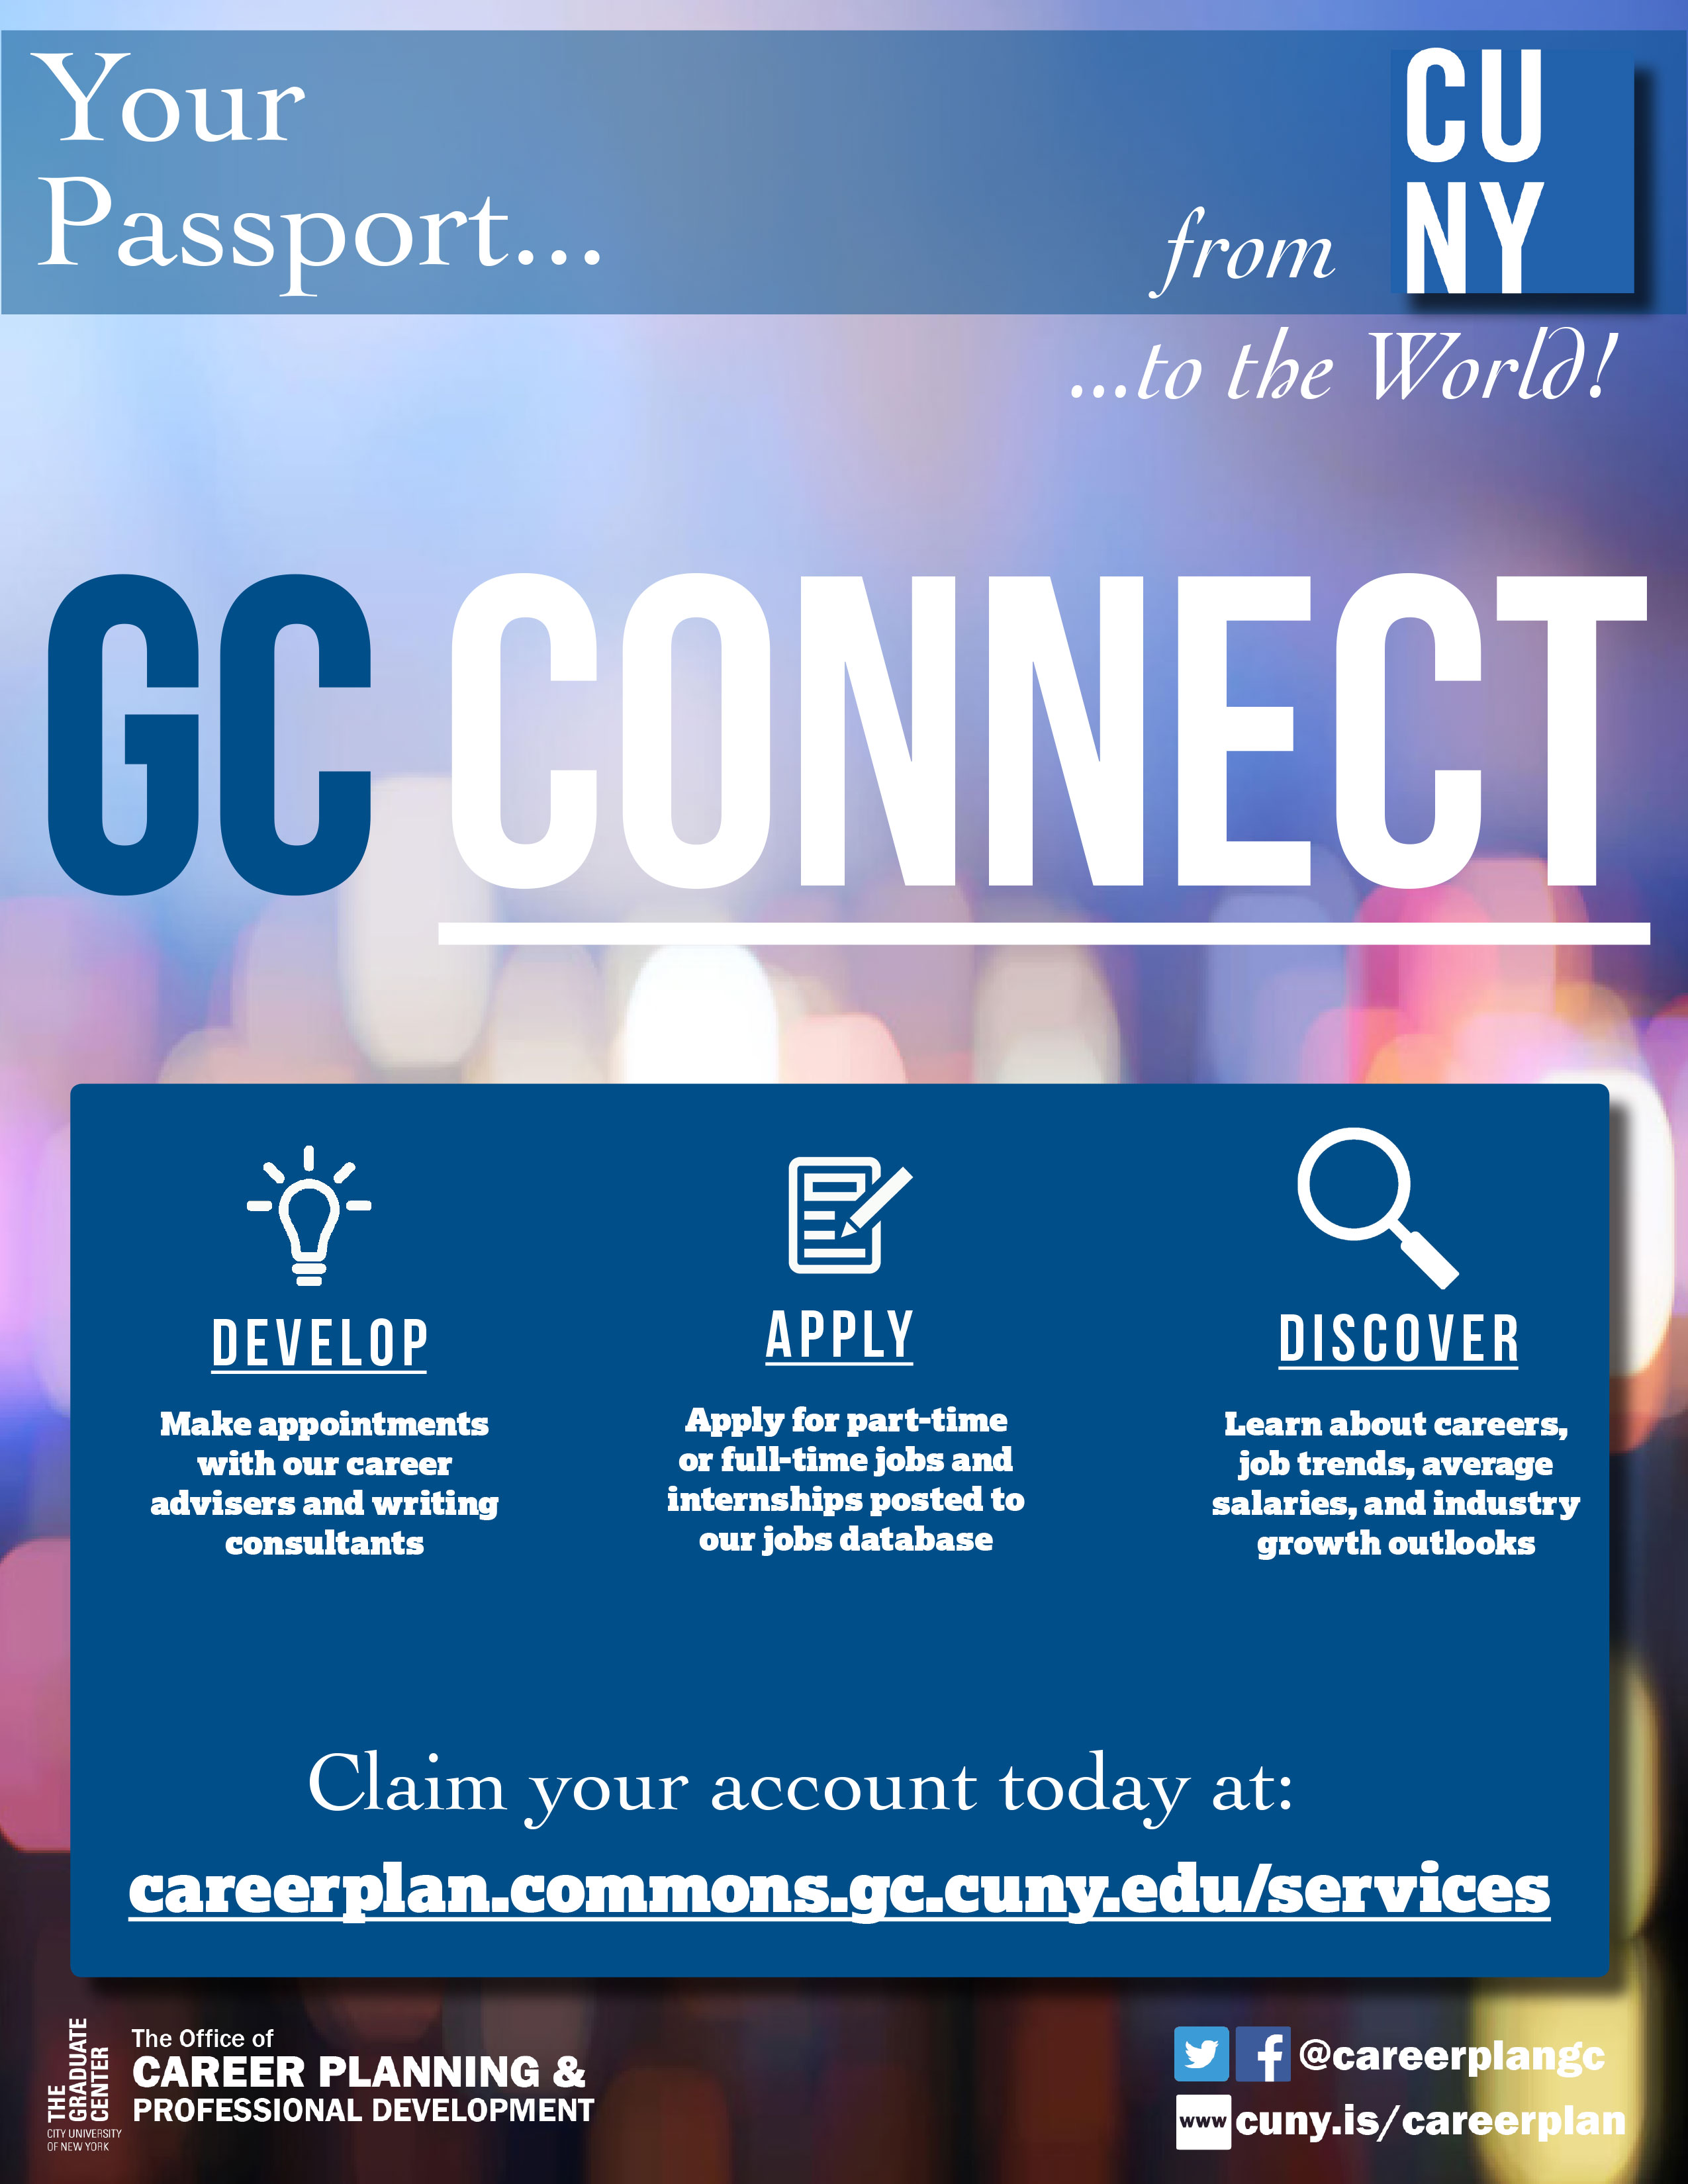 Your
Passport...
from
CU
NY
...to the World!
GC CONNECT
DEVELOP
Make appointments
with our career
advisers and writing
consultants
APPLY
Apply for part-time
or full-time jobs and
internships posted to
our jobs database
DISCOVER
Learn about careers,
job trends, average
salaries, and industry
growth outlooks
Claim your account today at:
careerplan.commons.gc.cuny.edu/services
THE
GRADUATE
CENTER
CITY UNIVERSITY
OF NEW YORK
The Office of
CAREER PLANNING &
PROFESSIONAL DEVELOPMENT
@careerplangc
www cuny.is/careerplan